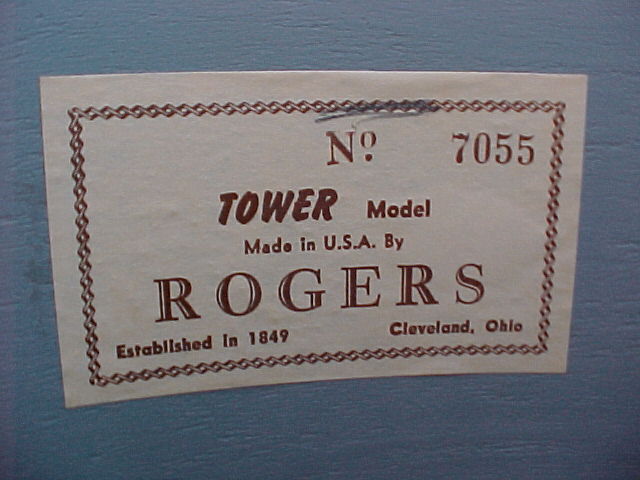 Nº 7055
TOWER Model
Made in U.S.A. By
ROGERS
Established in 1849 Cleveland, Ohio